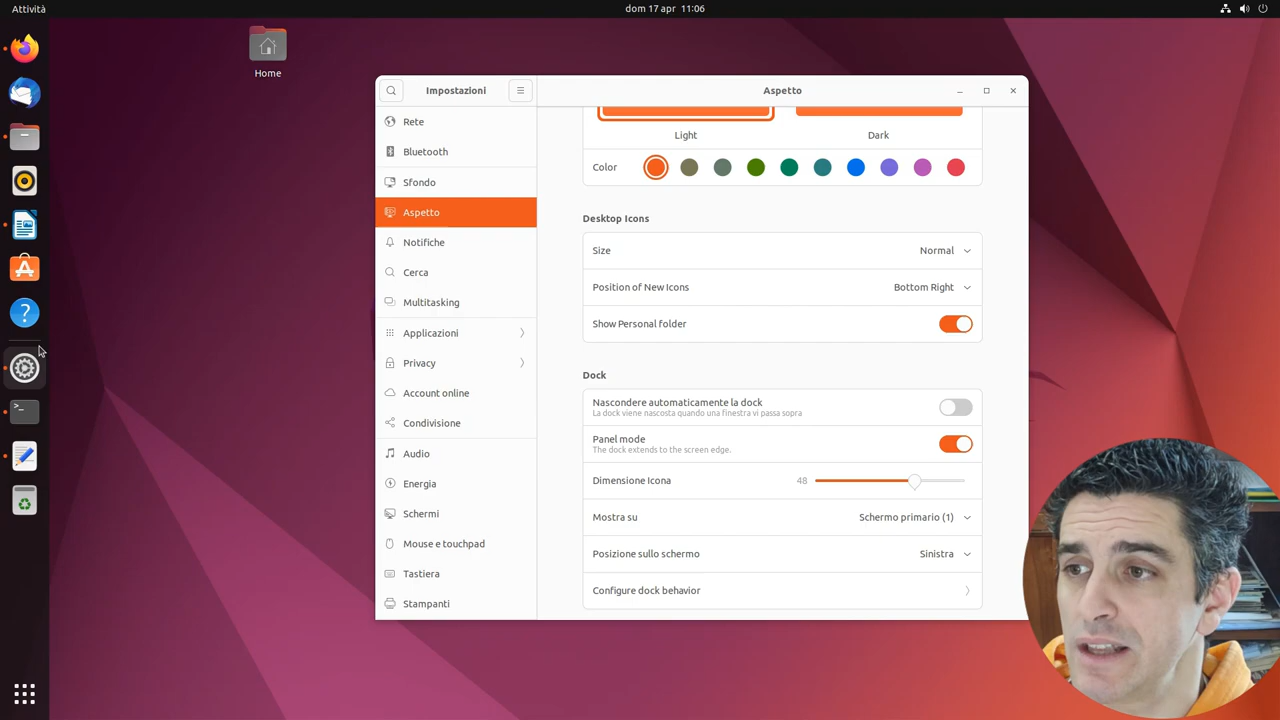 Attività
dom 17 apr 11:06
Home
Impostazioni
Aspetto
Rete
Bluetooth
Sfondo
Aspetto
Notifiche
Cerca
Multitasking
Applicazioni
Privacy
Account online
Condivisione
Audio
Energia
Schermi
Mouse e touchpad
Tastiera
Stampanti
Light
Dark
Color
Desktop Icons
Size
Normal
Position of New Icons
Bottom Right
Show Personal folder
Dock
Nascondere automaticamente la dock
La dock viene nascosta quando una finestra vi passa sopra
Panel mode
The dock extends to the screen edge.
Dimensione Icona
48
Mostra su
Schermo primario (1)
Posizione sullo schermo
Sinistra
Configure dock behavior